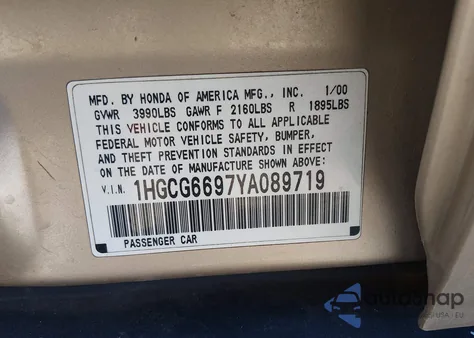 MFD. BY HONDA OF AMERICA MFG., INC. 1/00
GVWR 3990LBS GAWR F 2160LBS R 1895LBS
THIS VEHICLE CONFORMS TO ALL APPLICABLE
FEDERAL MOTOR VEHICLE SAFETY, BUMPER,
AND THEFT PREVENTION STANDARDS IN EFFECT
ON THE DATE OF MANUFACTURE SHOWN ABOVE:
V.I.N. 1HGCG6697YA089719
PASSENGER CAR
autosnap
USA · EU